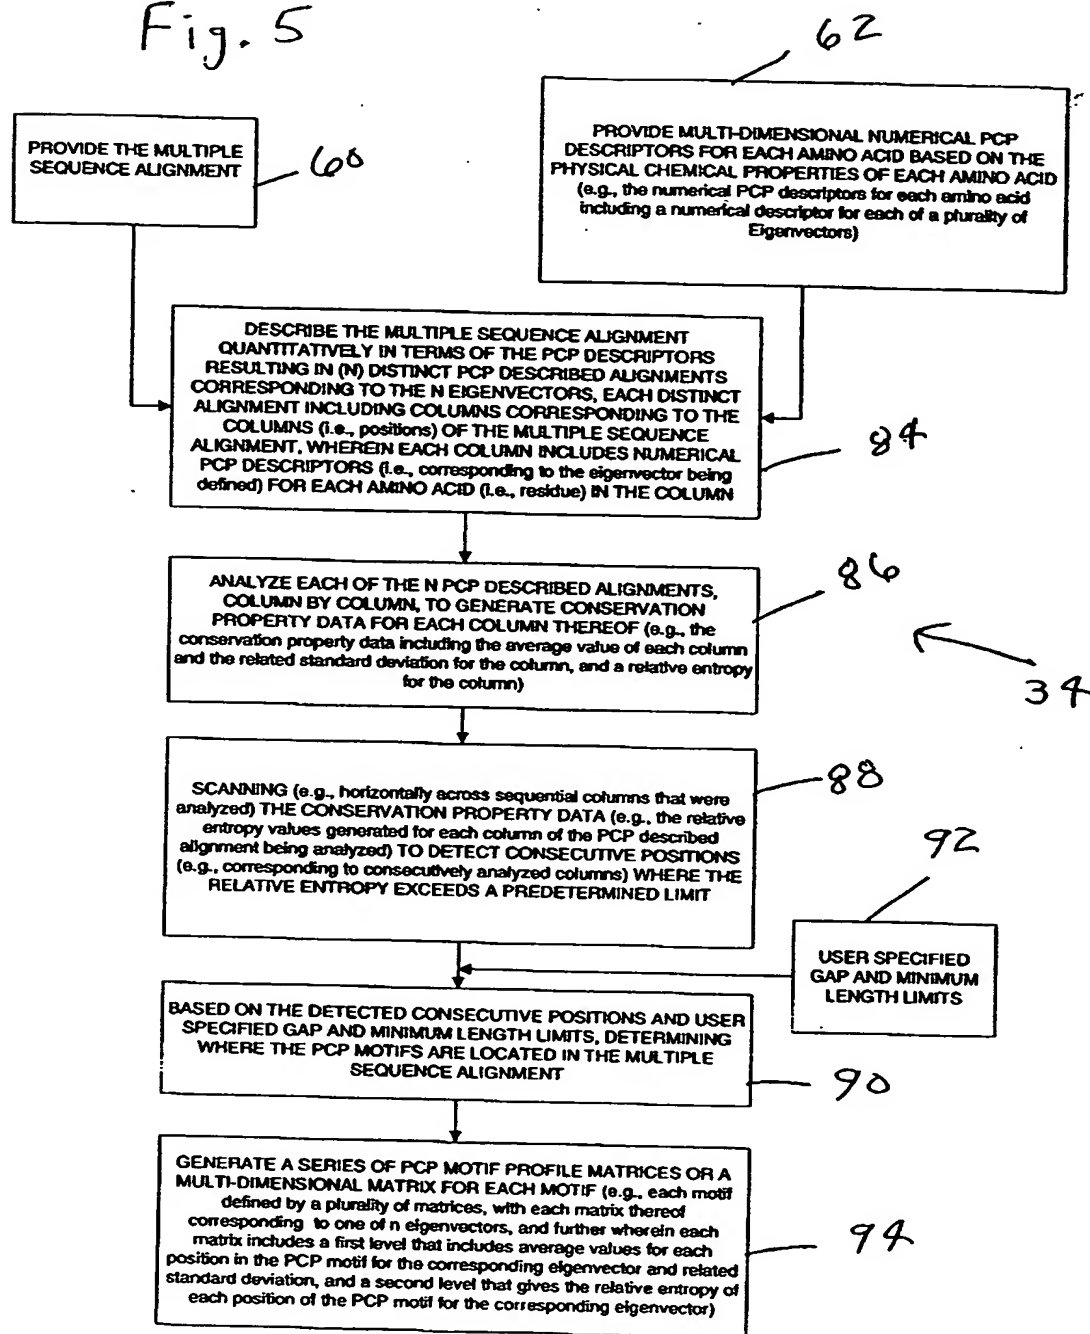 Fig. 5
62
PROVIDE THE MULTIPLE
SEQUENCE ALIGNMENT
60
PROVIDE MULTI-DIMENSIONAL NUMERICAL PCP
DESCRIPTORS FOR EACH AMINO ACID BASED ON THE
PHYSICAL CHEMICAL PROPERTIES OF EACH AMINO ACID
(e.g., the numerical PCP descriptors for each amino acid
including a numerical descriptor for each of a plurality of
Eigenvectors)
DESCRIBE THE MULTIPLE SEQUENCE ALIGNMENT
QUANTITATIVELY IN TERMS OF THE PCP DESCRIPTORS
RESULTING IN (N) DISTINCT PCP DESCRIBED ALIGNMENTS
CORRESPONDING TO THE N EIGENVECTORS, EACH DISTINCT
ALIGNMENT INCLUDING COLUMNS CORRESPONDING TO THE
COLUMNS (i.e., positions) OF THE MULTIPLE SEQUENCE
ALIGNMENT, WHEREIN EACH COLUMN INCLUDES NUMERICAL
PCP DESCRIPTORS (i.e., corresponding to the eigenvector being
defined) FOR EACH AMINO ACID (i.e., residue) IN THE COLUMN
84
ANALYZE EACH OF THE N PCP DESCRIBED ALIGNMENTS,
COLUMN BY COLUMN, TO GENERATE CONSERVATION
PROPERTY DATA FOR EACH COLUMN THEREOF (e.g., the
conservation property data including the average value of each column
and the related standard deviation for the column, and a relative entropy
for the column)
86
34
SCANNING (e.g., horizontally across sequential columns that were
analyzed) THE CONSERVATION PROPERTY DATA (e.g., the relative
entropy values generated for each column of the PCP described
alignment being analyzed) TO DETECT CONSECUTIVE POSITIONS
(e.g., corresponding to consecutively analyzed columns) WHERE THE
RELATIVE ENTROPY EXCEEDS A PREDETERMINED LIMIT
88
92
USER SPECIFIED
GAP AND MINIMUM
LENGTH LIMITS
BASED ON THE DETECTED CONSECUTIVE POSITIONS AND USER
SPECIFIED GAP AND MINIMUM LENGTH LIMITS, DETERMINING
WHERE THE PCP MOTIFS ARE LOCATED IN THE MULTIPLE
SEQUENCE ALIGNMENT
90
GENERATE A SERIES OF PCP MOTIF PROFILE MATRICES OR A
MULTI-DIMENSIONAL MATRIX FOR EACH MOTIF (e.g., each motif
defined by a plurality of matrices, with each matrix thereof
corresponding to one of n eigenvectors, and further wherein each
matrix includes a first level that includes average values for each
position in the PCP motif for the corresponding eigenvector and related
standard deviation, and a second level that gives the relative entropy of
each position of the PCP motif for the corresponding eigenvector)
94